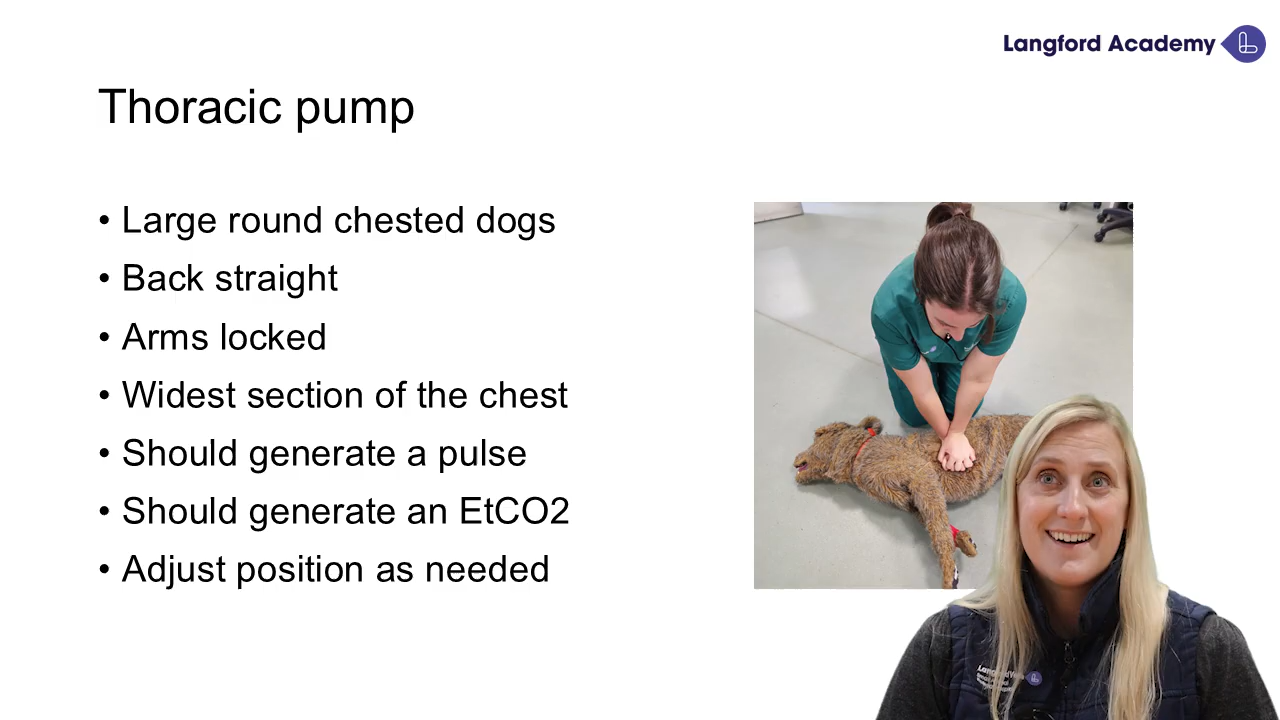 Langford Academy
Thoracic pump
• Large round chested dogs
• Back straight
• Arms locked
• Widest section of the chest
• Should generate a pulse
• Should generate an EtCO2
• Adjust position as needed